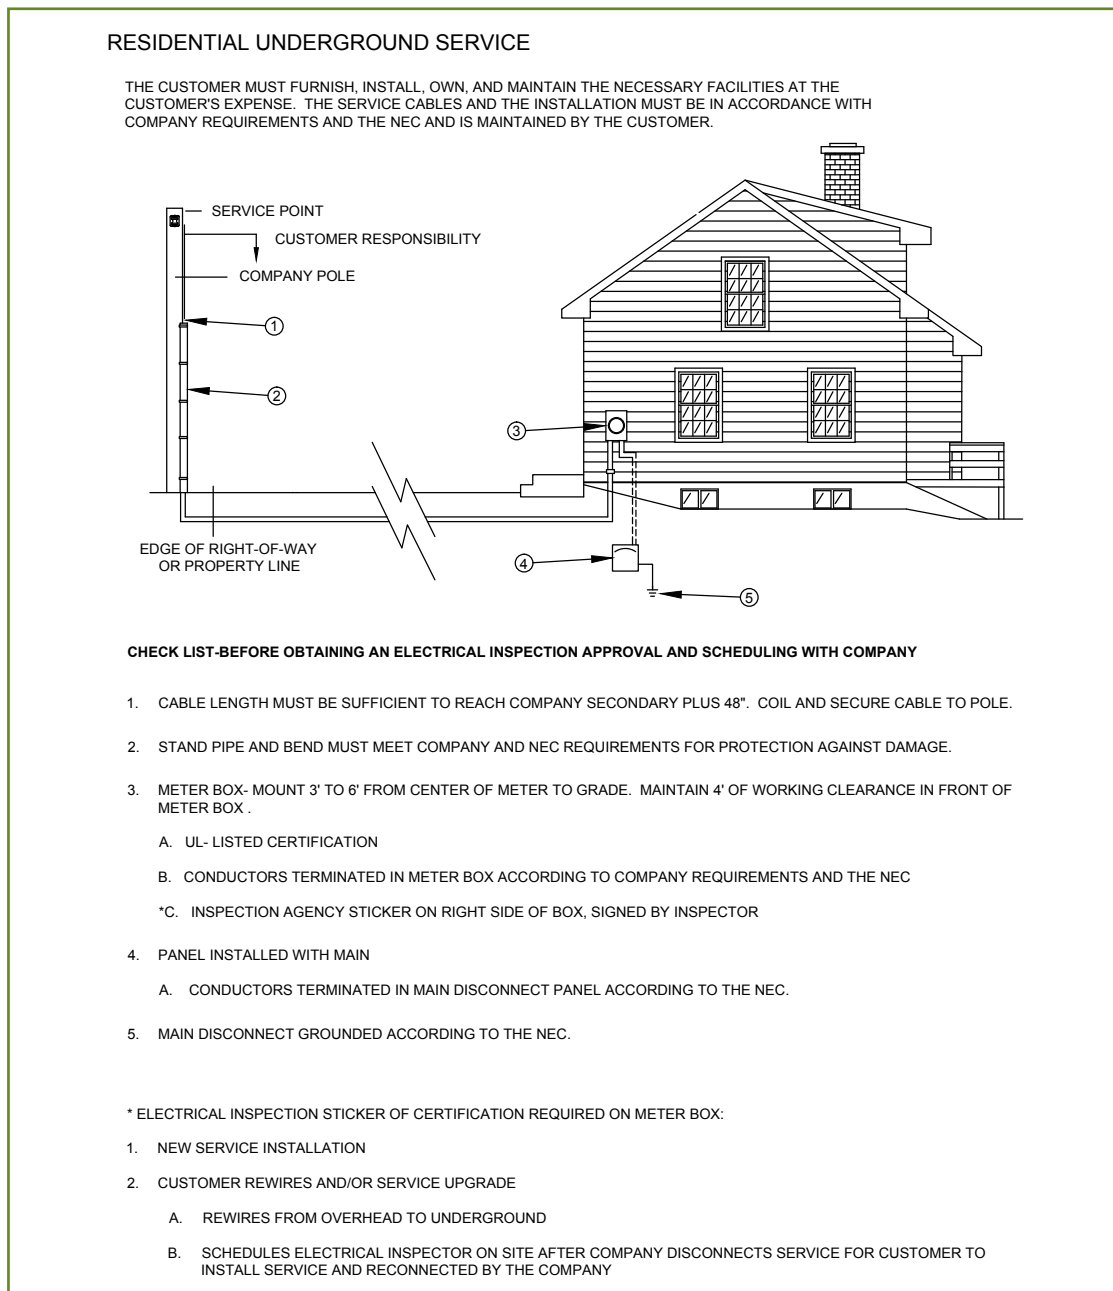 RESIDENTIAL UNDERGROUND SERVICE
THE CUSTOMER MUST FURNISH, INSTALL, OWN, AND MAINTAIN THE NECESSARY FACILITIES AT THE
CUSTOMER'S EXPENSE. THE SERVICE CABLES AND THE INSTALLATION MUST BE IN ACCORDANCE WITH
COMPANY REQUIREMENTS AND THE NEC AND IS MAINTAINED BY THE CUSTOMER.
SERVICE POINT
CUSTOMER RESPONSIBILITY
COMPANY POLE
1
2
3
EDGE OF RIGHT-OF-WAY
OR PROPERTY LINE
4
5
CHECK LIST-BEFORE OBTAINING AN ELECTRICAL INSPECTION APPROVAL AND SCHEDULING WITH COMPANY
1. CABLE LENGTH MUST BE SUFFICIENT TO REACH COMPANY SECONDARY PLUS 48". COIL AND SECURE CABLE TO POLE.
2. STAND PIPE AND BEND MUST MEET COMPANY AND NEC REQUIREMENTS FOR PROTECTION AGAINST DAMAGE.
3. METER BOX- MOUNT 3' TO 6' FROM CENTER OF METER TO GRADE. MAINTAIN 4' OF WORKING CLEARANCE IN FRONT OF
METER BOX .
A. UL- LISTED CERTIFICATION
B. CONDUCTORS TERMINATED IN METER BOX ACCORDING TO COMPANY REQUIREMENTS AND THE NEC
*C. INSPECTION AGENCY STICKER ON RIGHT SIDE OF BOX, SIGNED BY INSPECTOR
4. PANEL INSTALLED WITH MAIN
A. CONDUCTORS TERMINATED IN MAIN DISCONNECT PANEL ACCORDING TO THE NEC.
5. MAIN DISCONNECT GROUNDED ACCORDING TO THE NEC.
* ELECTRICAL INSPECTION STICKER OF CERTIFICATION REQUIRED ON METER BOX:
1. NEW SERVICE INSTALLATION
2. CUSTOMER REWIRES AND/OR SERVICE UPGRADE
A. REWIRES FROM OVERHEAD TO UNDERGROUND
B. SCHEDULES ELECTRICAL INSPECTOR ON SITE AFTER COMPANY DISCONNECTS SERVICE FOR CUSTOMER TO
INSTALL SERVICE AND RECONNECTED BY THE COMPANY